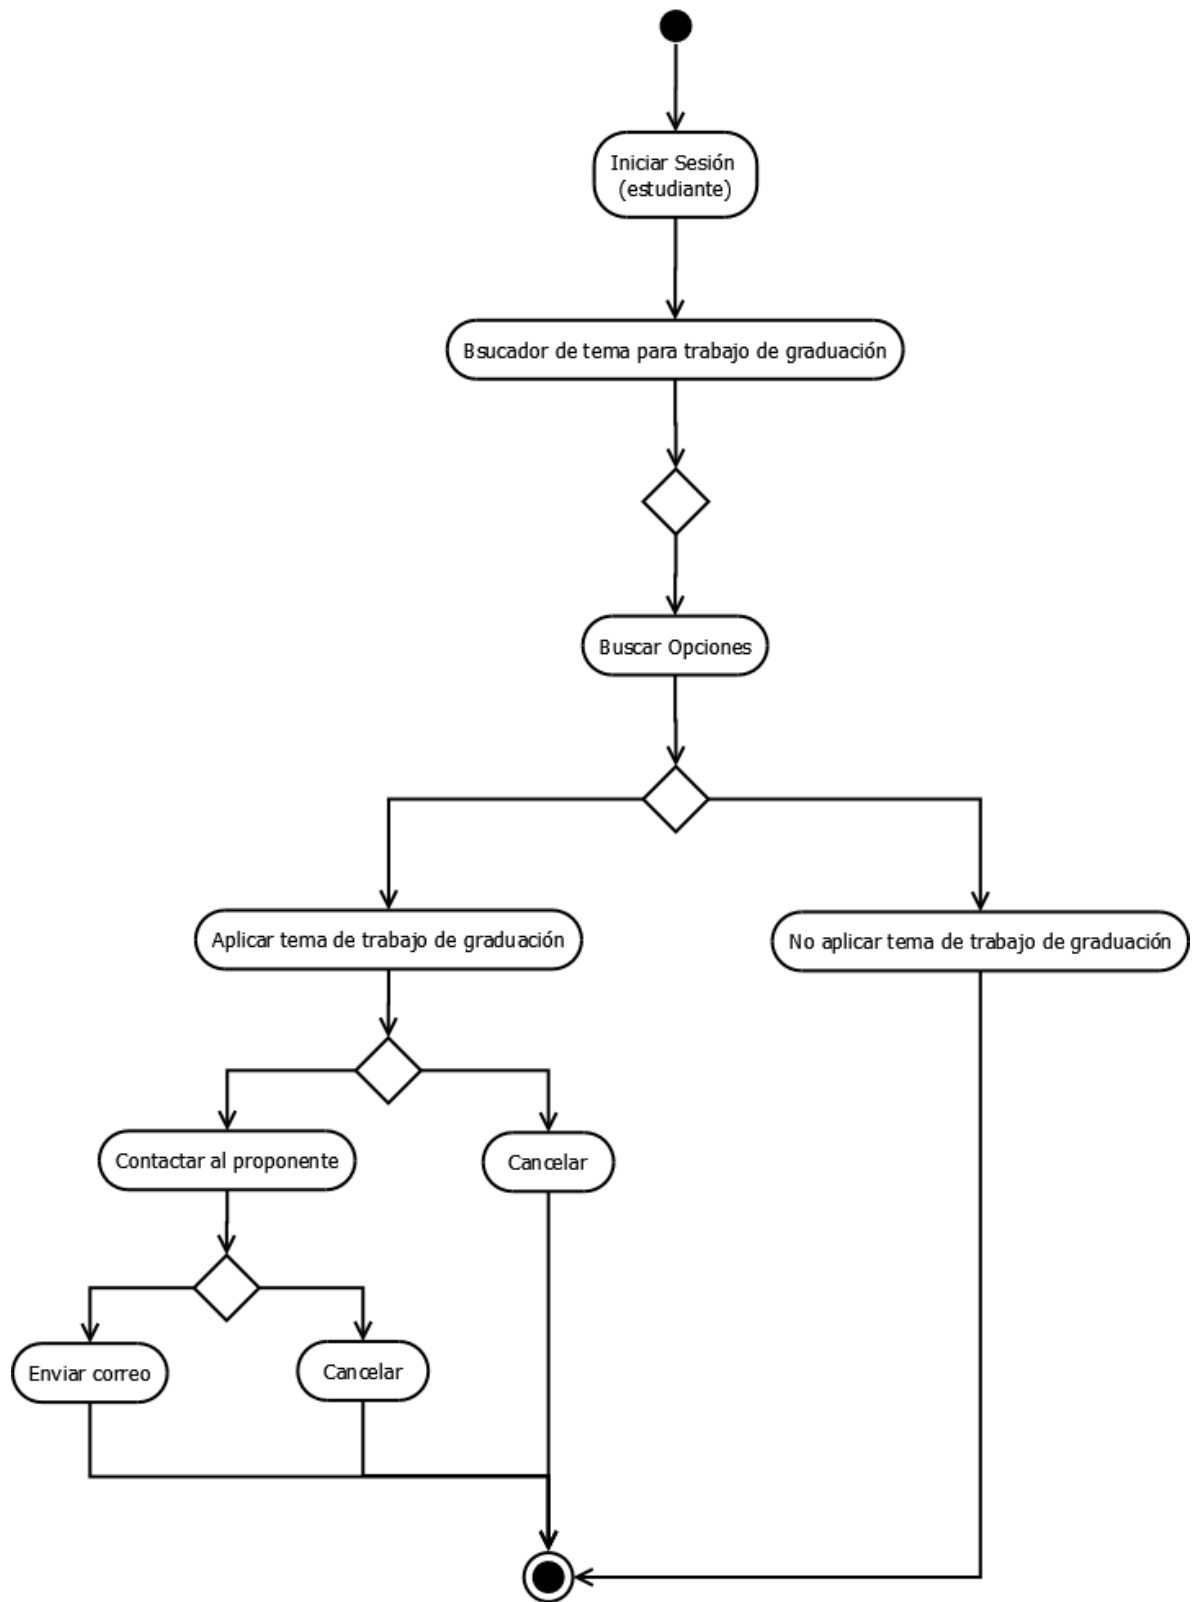 Iniciar Sesión
(estudiante)
Bsucador de tema para trabajo de graduación
Buscar Opciones
Aplicar tema de trabajo de graduación
No aplicar tema de trabajo de graduación
Contactar al proponente
Cancelar
Enviar correo
Cancelar